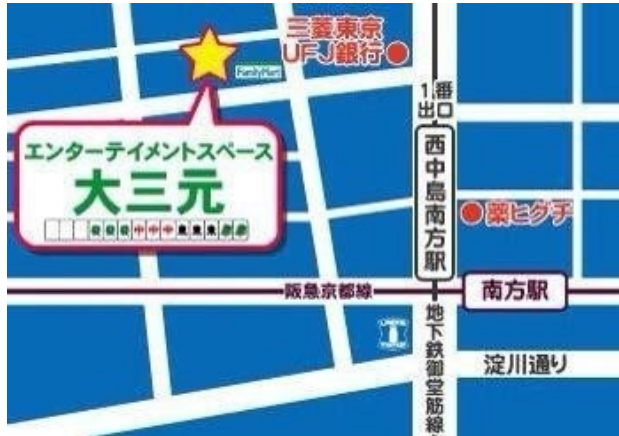 三菱東京
UFJ銀行
FamilyMart
1番
出口
エンターテイメントスペース
大三元
西中島南方駅
薬ヒグチ
阪急京都線
南方駅
地下鉄御堂筋線
淀川通り